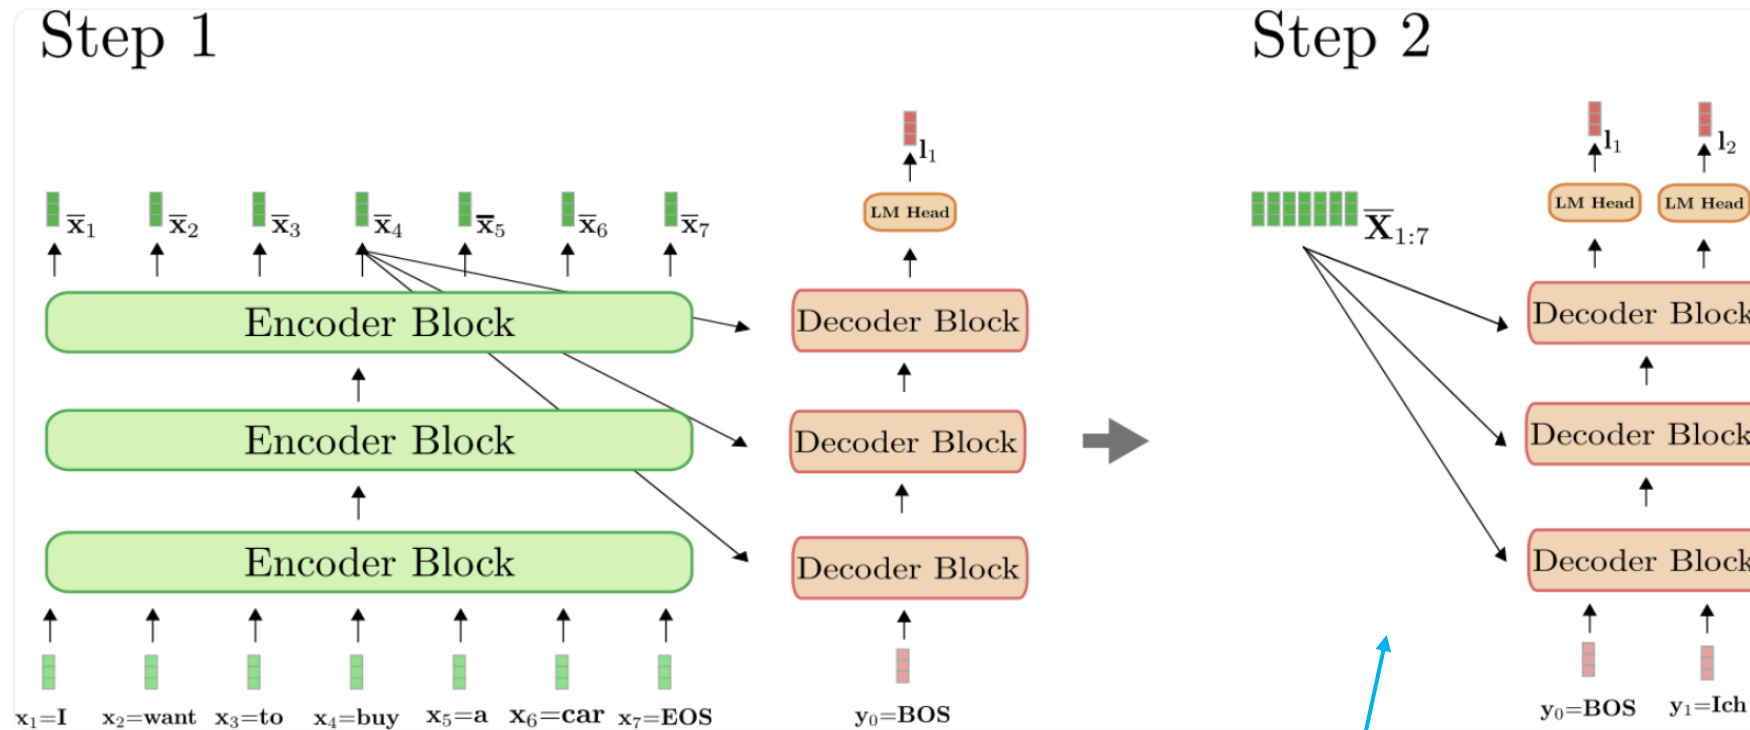 Step 1
Step 2
l₁
l₁
l₂
LM Head
LM Head
LM Head
x̅₁ x̅₂ x̅₃ x̅₄ x̅₅ x̅₆ x̅₇
X̅₁:₇
Encoder Block
Decoder Block
Decoder Block
Encoder Block
Decoder Block
Decoder Block
Encoder Block
Decoder Block
Decoder Block
x₁=I x₂=want x₃=to x₄=buy x₅=a x₆=car x₇=EOS
y₀=BOS
y₀=BOS y₁=Ich